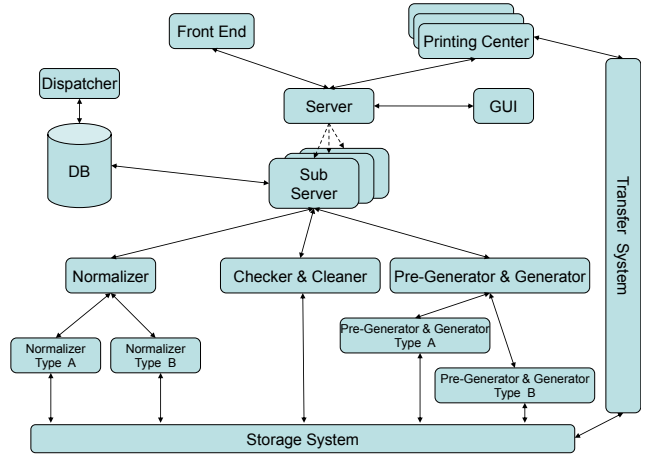 Front End
Printing Center
Dispatcher
Server
GUI
DB
Sub
Server
Transfer System
Normalizer
Checker & Cleaner
Pre-Generator & Generator
Normalizer
Type A
Normalizer
Type B
Pre-Generator & Generator
Type A
Pre-Generator & Generator
Type B
Storage System